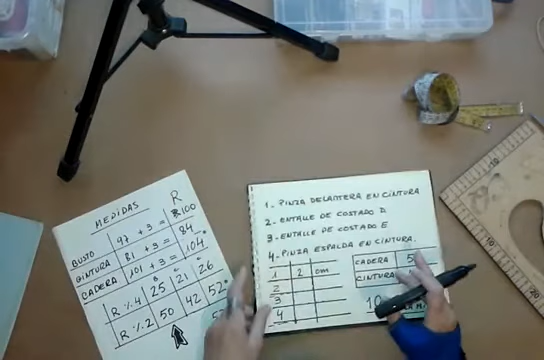 MEDIDAS
R
BUSTO 97 + 3 = 100
CINTURA 81 + 3 = 84
CADERA 101 + 3 = 104
R %4 25 21 26
R %2 50 42 52
1- PINZA DELANTERA EN CINTURA
2- ENTALLE DE COSTADO D
3- ENTALLE DE COSTADO E
4- PINZA ESPALDA EN CINTURA.
1 2 cm
2
3
4
CADERA 5
CINTURA
10